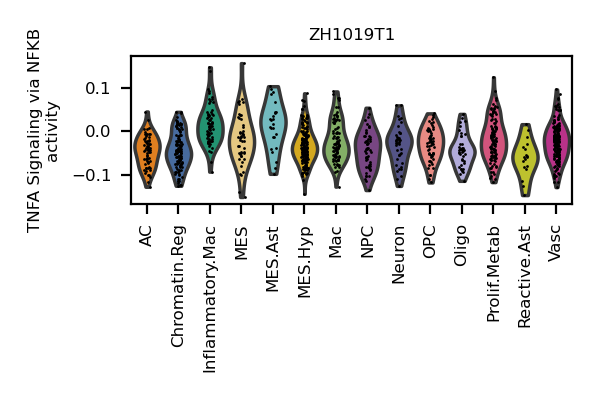 ZH1019T1
TNFA Signaling via NFKB
activity
0.1
0.0
−0.1
AC
Chromatin.Reg
Inflammatory.Mac
MES
MES.Ast
MES.Hyp
Mac
NPC
Neuron
OPC
Oligo
Prolif.Metab
Reactive.Ast
Vasc